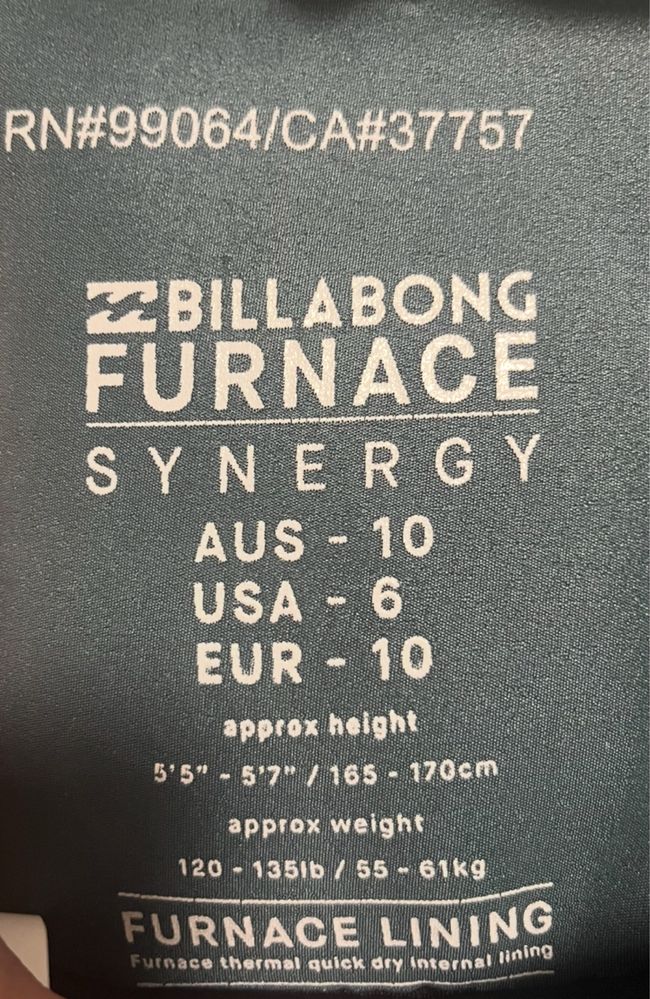 RN#99064/CA#37757
BILLABONG
FURNACE
SYNERGY
AUS - 10
USA - 6
EUR - 10
approx height
5'5" - 5'7" / 165 - 170cm
approx weight
120 - 135lb / 55 - 61kg
FURNACE LINING
Furnace thermal quick dry internal lining